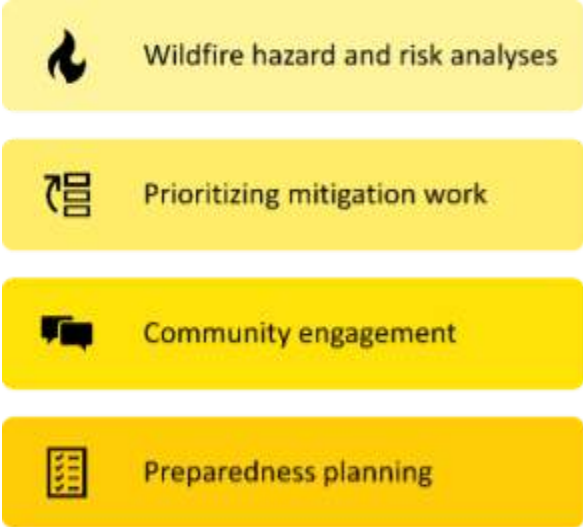 Wildfire hazard and risk analyses
Prioritizing mitigation work
Community engagement
Preparedness planning